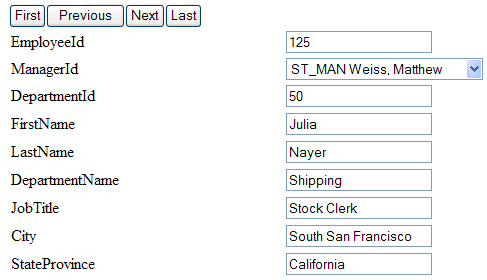 First Previous Next Last
EmployeeId 125
ManagerId ST_MAN Weiss, Matthew
DepartmentId 50
FirstName Julia
LastName Nayer
DepartmentName Shipping
JobTitle Stock Clerk
City South San Francisco
StateProvince California